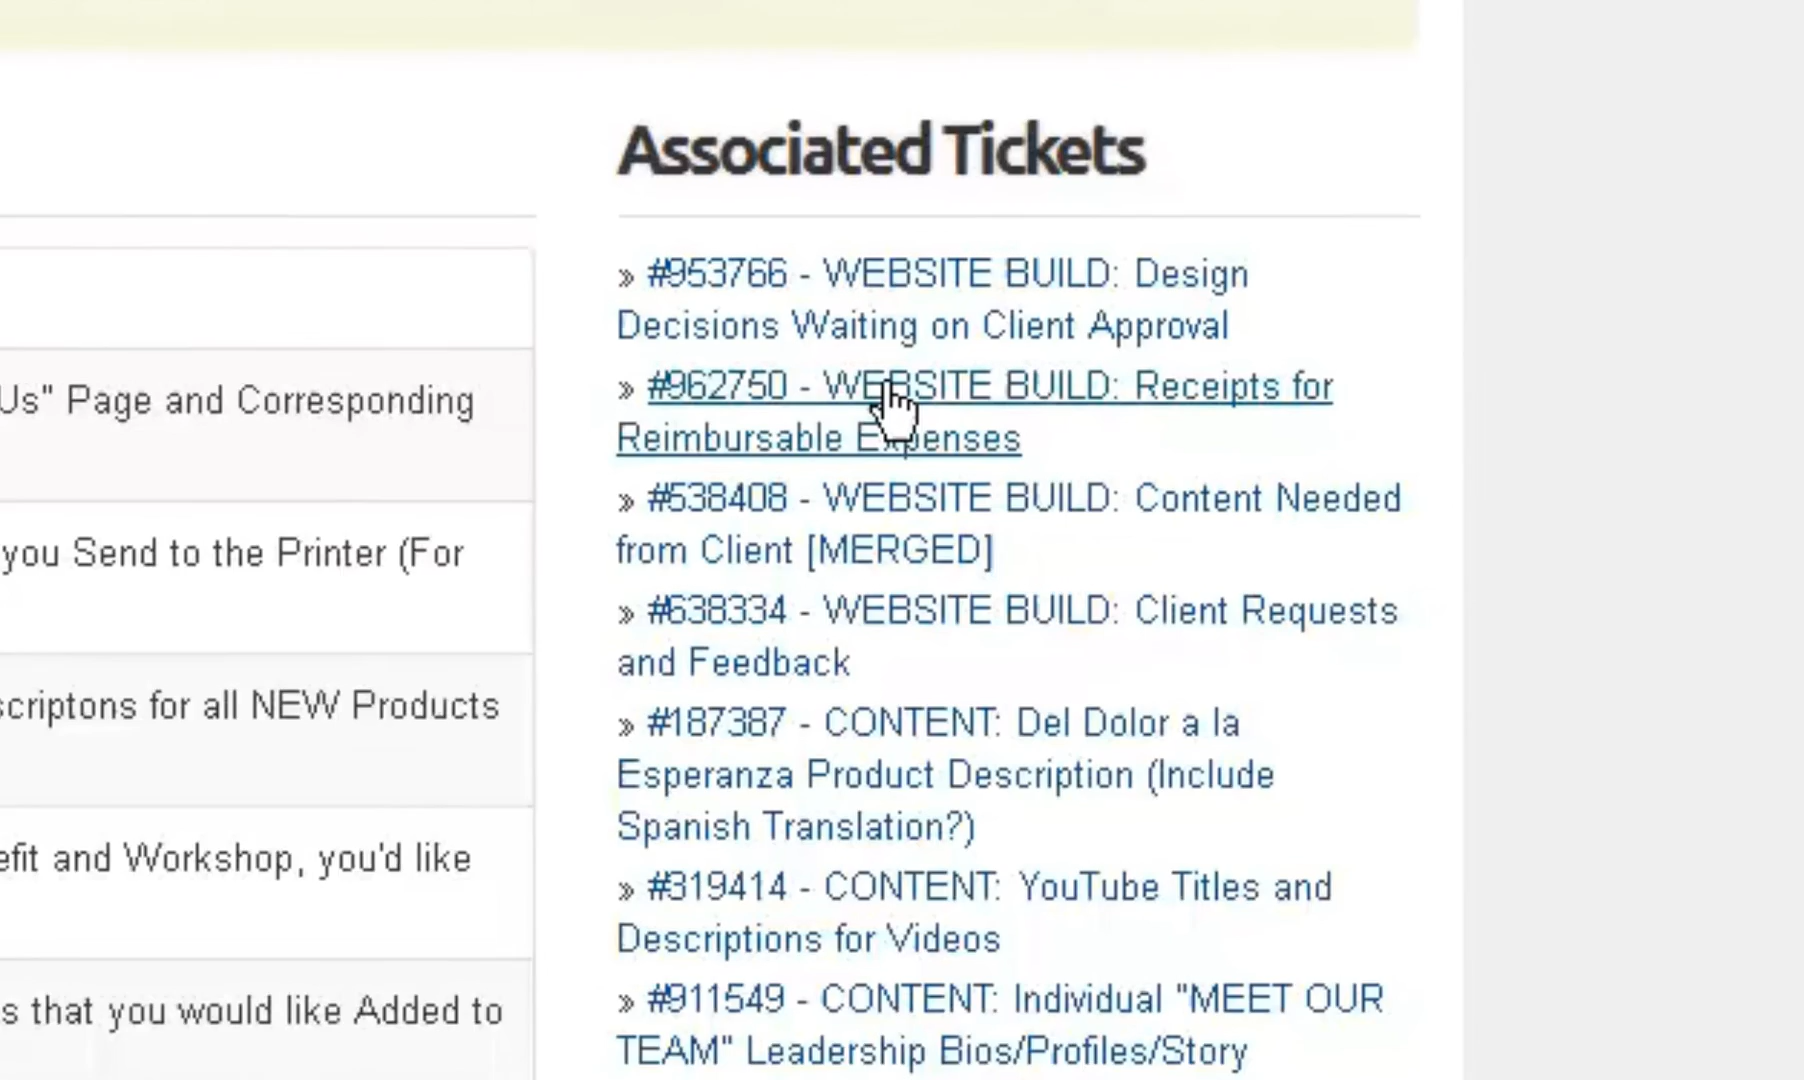 Associated Tickets
» #953766 - WEBSITE BUILD: Design
Decisions Waiting on Client Approval
» #962750 - WEBSITE BUILD: Receipts for
Reimbursable Expenses
» #538408 - WEBSITE BUILD: Content Needed
from Client [MERGED]
» #638334 - WEBSITE BUILD: Client Requests
and Feedback
» #187387 - CONTENT: Del Dolor a la
Esperanza Product Description (Include
Spanish Translation?)
» #319414 - CONTENT: YouTube Titles and
Descriptions for Videos
» #911549 - CONTENT: Individual "MEET OUR
TEAM" Leadership Bios/Profiles/Story
Us" Page and Corresponding
you Send to the Printer (For
scriptons for all NEW Products
efit and Workshop, you'd like
s that you would like Added to